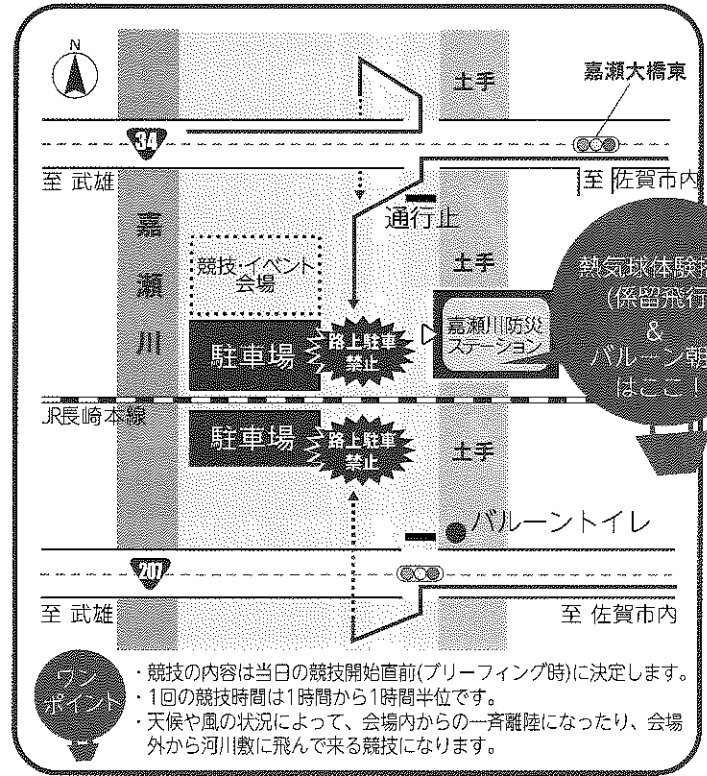 N
土手
嘉瀬大橋東
34
至 武雄
至 佐賀市内
通行止
嘉瀬川
競技・イベント
会場
土手
熱気球体験搭
(係留飛行
&
バルーン朝
はここ！
駐車場
路上駐車
禁止
嘉瀬川防災
ステーション
JR長崎本線
駐車場
路上駐車
禁止
土手
バルーントイレ
207
至 武雄
至 佐賀市内
ワン
ポイント
・競技の内容は当日の競技開始直前(ブリーフィング時)に決定します。
・1回の競技時間は1時間から1時間半位です。
・天候や風の状況によって、会場内からの一斉離陸になったり、会場
外から河川敷に飛んで来る競技になります。